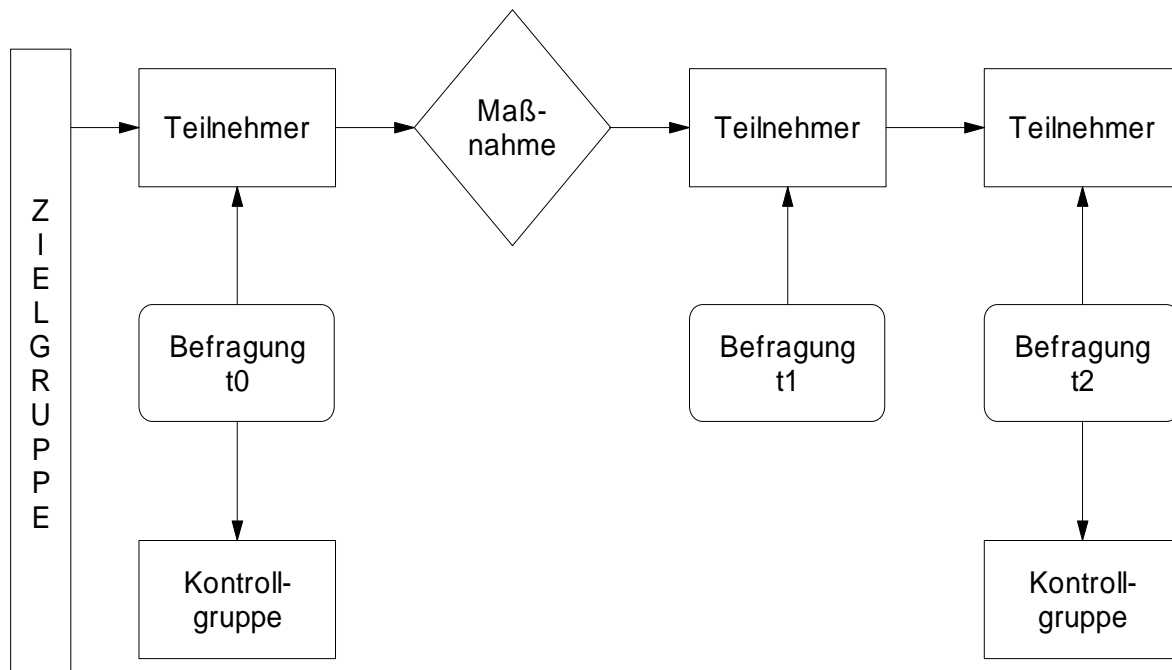 ZIELGRUPPE
Teilnehmer
Maß-
nahme
Teilnehmer
Teilnehmer
Befragung
t0
Befragung
t1
Befragung
t2
Kontroll-
gruppe
Kontroll-
gruppe